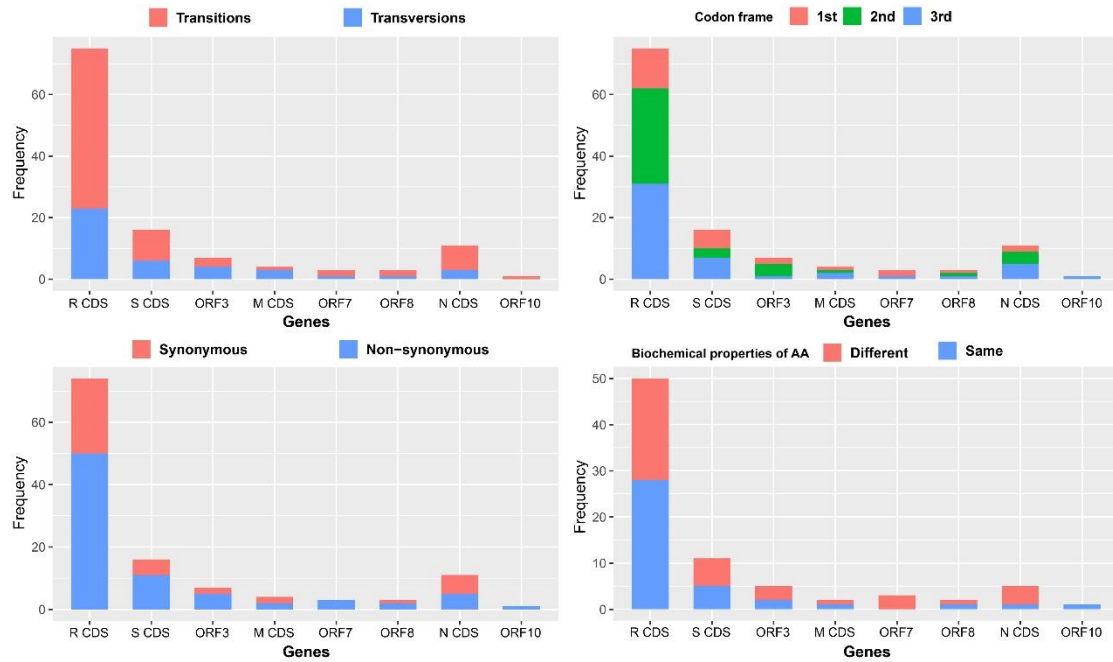 Transitions Transversions
Frequency
60
40
20
0
R CDS S CDS ORF3 M CDS ORF7 ORF8 N CDS ORF10
Genes
Codon frame 1st 2nd 3rd
Frequency
60
40
20
0
R CDS S CDS ORF3 M CDS ORF7 ORF8 N CDS ORF10
Genes
Synonymous Non-synonymous
Frequency
60
40
20
0
R CDS S CDS ORF3 M CDS ORF7 ORF8 N CDS ORF10
Genes
Biochemical properties of AA Different Same
Frequency
50
40
30
20
10
0
R CDS S CDS ORF3 M CDS ORF7 ORF8 N CDS ORF10
Genes